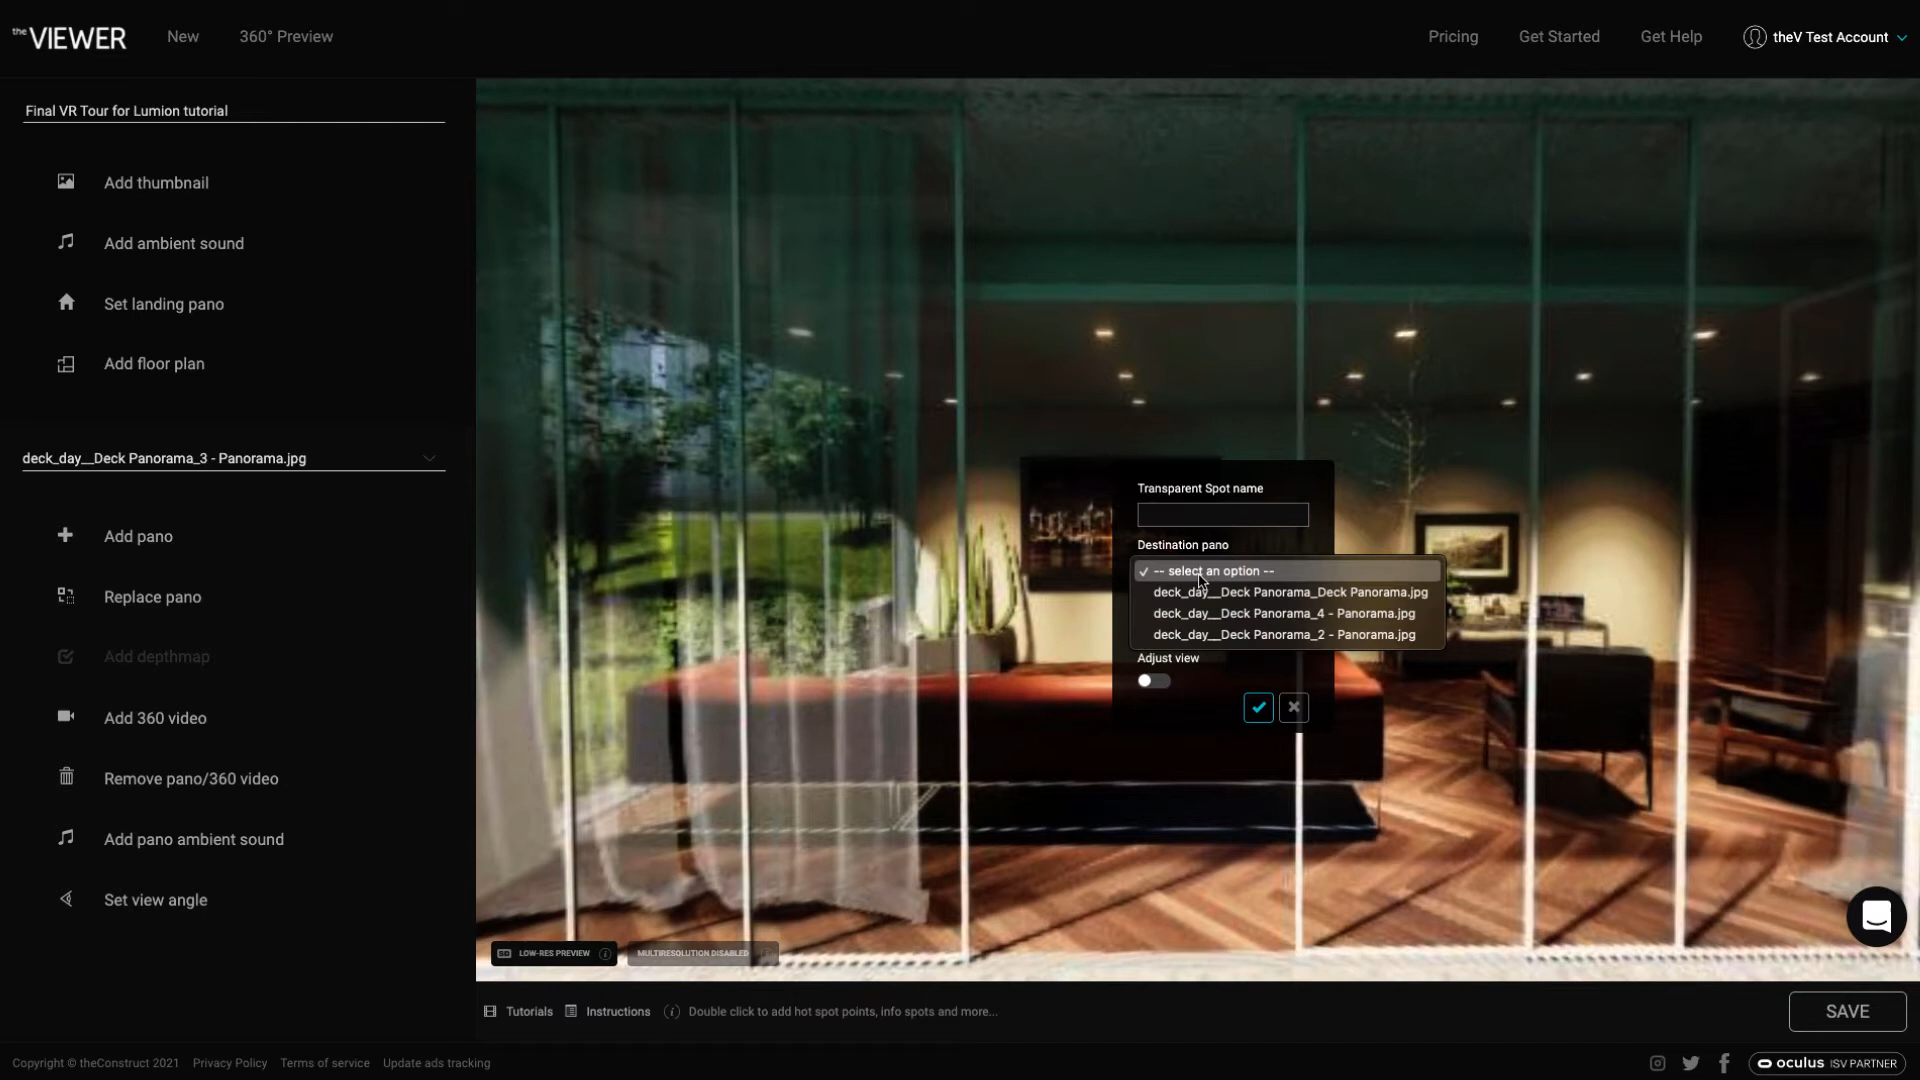 the VIEWER
New
360° Preview
Pricing
Get Started
Get Help
theV Test Account
Final VR Tour for Lumion tutorial
Add thumbnail
Add ambient sound
Set landing pano
Add floor plan
deck_day__Deck Panorama_3 - Panorama.jpg
Add pano
Replace pano
Add depthmap
Add 360 video
Remove pano/360 video
Add pano ambient sound
Set view angle
Transparent Spot name
Destination pano
-- select an option --
deck_day__Deck Panorama_Deck Panorama.jpg
deck_day__Deck Panorama_4 - Panorama.jpg
deck_day__Deck Panorama_2 - Panorama.jpg
Adjust view
LOW-RES PREVIEW
MULTIRESOLUTION DISABLED
Tutorials
Instructions
Double click to add hot spot points, info spots and more...
SAVE
Copyright © theConstruct 2021
Privacy Policy
Terms of service
Update ads tracking
oculus ISV PARTNER